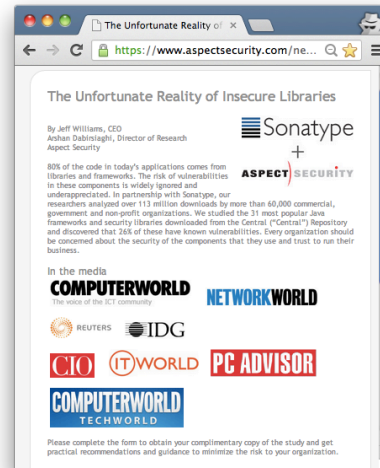 The Unfortunate Reality of
https://www.aspectsecurity.com/ne...
The Unfortunate Reality of Insecure Libraries
By Jeff Williams, CEO
Arshan Dabirsiaghi, Director of Research
Aspect Security
Sonatype
+
ASPECT SECURITY
80% of the code in today's applications comes from
libraries and frameworks. The risk of vulnerabilities
in these components is widely ignored and
underappreciated. In partnership with Sonatype, our
researchers analyzed over 113 million downloads by more than 60,000 commercial,
government and non-profit organizations. We studied the 31 most popular Java
frameworks and security libraries downloaded from the Central ("Central") Repository
and discovered that 26% of these have known vulnerabilities. Every organization should
be concerned about the security of the components that they use and trust to run their
business.
In the media
COMPUTERWORLD
The voice of the ICT community
NETWORKWORLD
REUTERS
IDG
CIO
ITWORLD
PC ADVISOR
COMPUTERWORLD
TECHWORLD
Please complete the form to obtain your complimentary copy of the study and get
practical recommendations and guidance to minimize the risk to your organization.